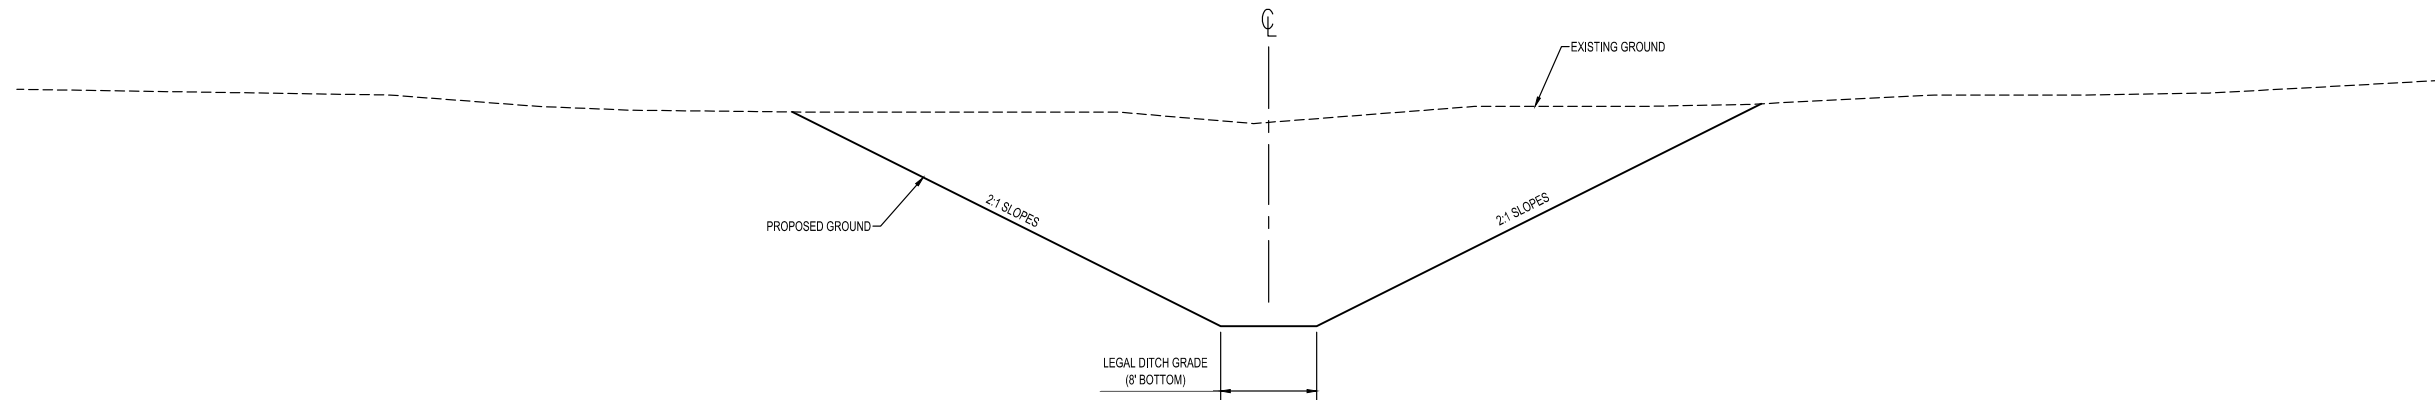 ℄
EXISTING GROUND
2:1 SLOPES
2:1 SLOPES
PROPOSED GROUND
LEGAL DITCH GRADE
(8' BOTTOM)